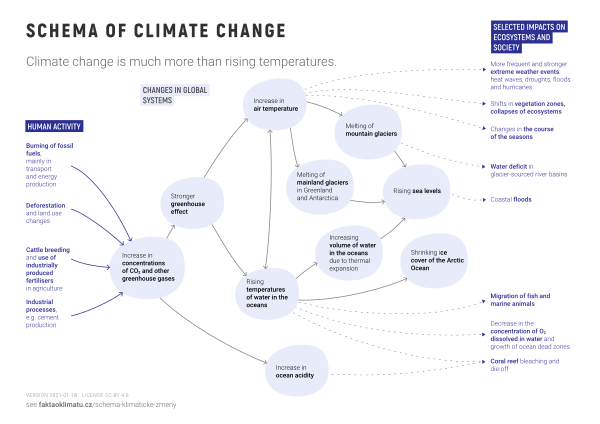 SCHEMA OF CLIMATE CHANGE
Climate change is much more than rising temperatures.
SELECTED IMPACTS ON
ECOSYSTEMS AND
SOCIETY
CHANGES IN GLOBAL
SYSTEMS
HUMAN ACTIVITY
Burning of fossil
fuels,
mainly in
transport
and energy
production
Deforestation
and land use
changes
Cattle breeding
and use of
industrially
produced
fertilisers
in agriculture
Industrial
processes,
e.g. cement
production
Increase in
concentrations
of CO₂ and other
greenhouse gases
Stronger
greenhouse
effect
Increase in
air temperature
Melting of
mountain glaciers
Melting of
mainland glaciers
in Greenland
and Antarctica
Rising sea levels
Increasing
volume of water
in the oceans
due to thermal
expansion
Shrinking ice
cover of the Arctic
Ocean
Rising
temperatures
of water in the
oceans
Increase in
ocean acidity
More frequent and stronger
extreme weather events:
heat waves, droughts, floods
and hurricanes
Shifts in vegetation zones,
collapses of ecosystems
Changes in the course
of the seasons
Water deficit in
glacier-sourced river basins
Coastal floods
Migration of fish and
marine animals
Decrease in the
concentration of O₂
dissolved in water and
growth of ocean dead zones
Coral reef bleaching and
die-off
VERSION 2021-01-18 LICENCE CC BY 4.0
see faktaoklimatu.cz/schema-klimaticke-zmeny